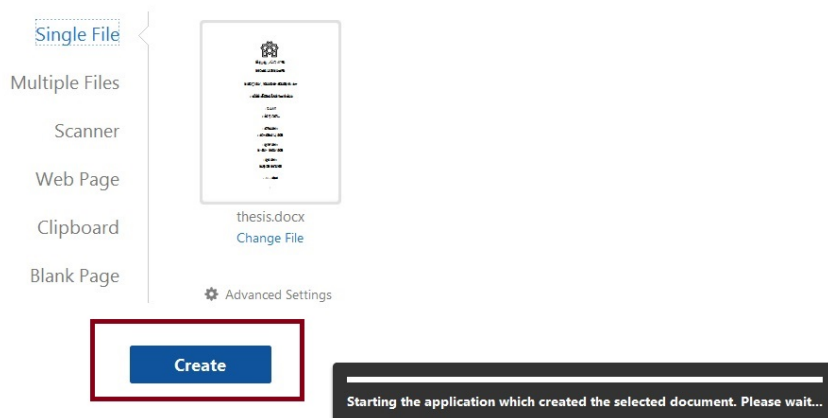 Single File
Multiple Files
Scanner
Web Page
Clipboard
Blank Page
thesis.docx
Change File
Advanced Settings
Create
Starting the application which created the selected document. Please wait...